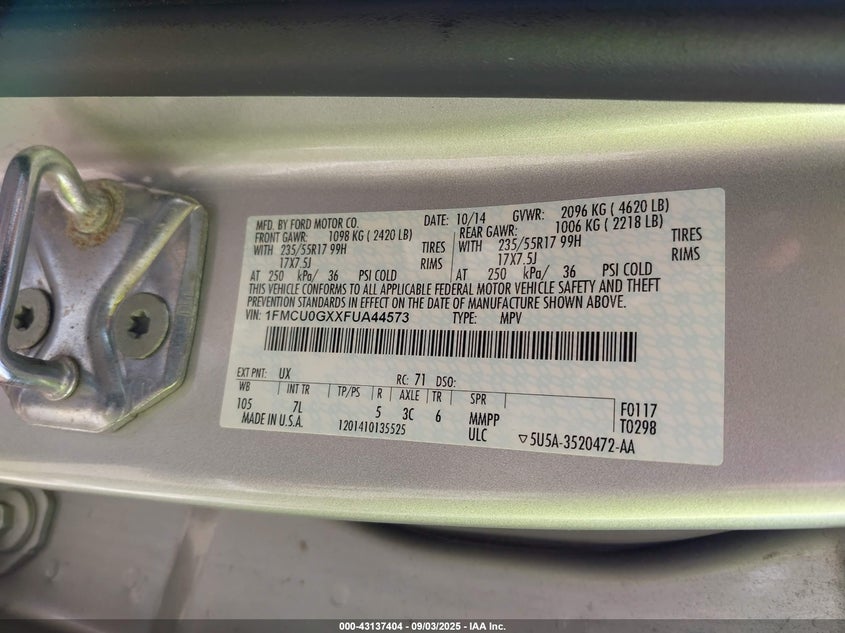 MFD. BY FORD MOTOR CO. DATE: 10/14 GVWR: 2096 KG ( 4620 LB)
FRONT GAWR: 1098 KG ( 2420 LB) REAR GAWR: 1006 KG ( 2218 LB)
WITH 235/55R17 99H TIRES WITH 235/55R17 99H TIRES
17X7.5J RIMS 17X7.5J RIMS
AT 250 kPa/ 36 PSI COLD AT 250 kPa/ 36 PSI COLD
THIS VEHICLE CONFORMS TO ALL APPLICABLE FEDERAL MOTOR VEHICLE SAFETY AND THEFT
PREVENTION STANDARDS IN EFFECT ON THE DATE OF MANUFACTURE SHOWN ABOVE.
VIN: 1FMCU0GXXFUA44573 TYPE: MPV
EXT PNT: UX RC: 71 DSO:
WB INT TR TP/PS R AXLE TR SPR F0117
105 7L 5 3C 6 MMPP T0298
MADE IN U.S.A. 1201410135525 ULC ▽5U5A-3520472-AA
000-43137404 - 09/03/2025 - IAA Inc.